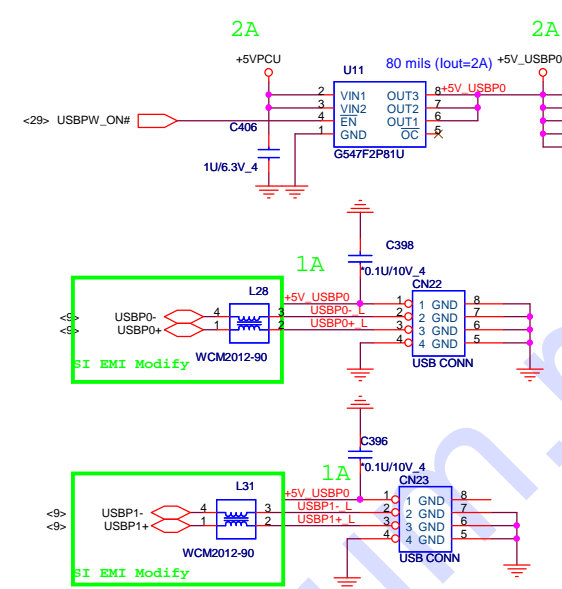 2A
2A
+5VPCU
U11
80 mils (Iout=2A)
+5V_USBP0
2 VIN1 OUT3 8 +5V_USBP0
3 VIN2 OUT2 7
<29> USBPW_ON# 4 EN OUT1 6
1 GND OC 5
C406
G547F2P81U
1U/6.3V_4
C398
1A
*0.1U/10V_4
CN22
L28
+5V_USBP0 1 1 GND 8
<9> USBP0- 4 3 USBP0-_L 2 2 GND 7
<9> USBP0+ 1 2 USBP0+_L 3 3 GND 6
4 4 GND 5
WCM2012-90
USB CONN
SI EMI Modify
C396
1A
*0.1U/10V_4
CN23
L31
+5V_USBP0 1 1 GND 8
<9> USBP1- 4 3 USBP1-_L 2 2 GND 7
<9> USBP1+ 1 2 USBP1+_L 3 3 GND 6
4 4 GND 5
WCM2012-90
USB CONN
SI EMI Modify